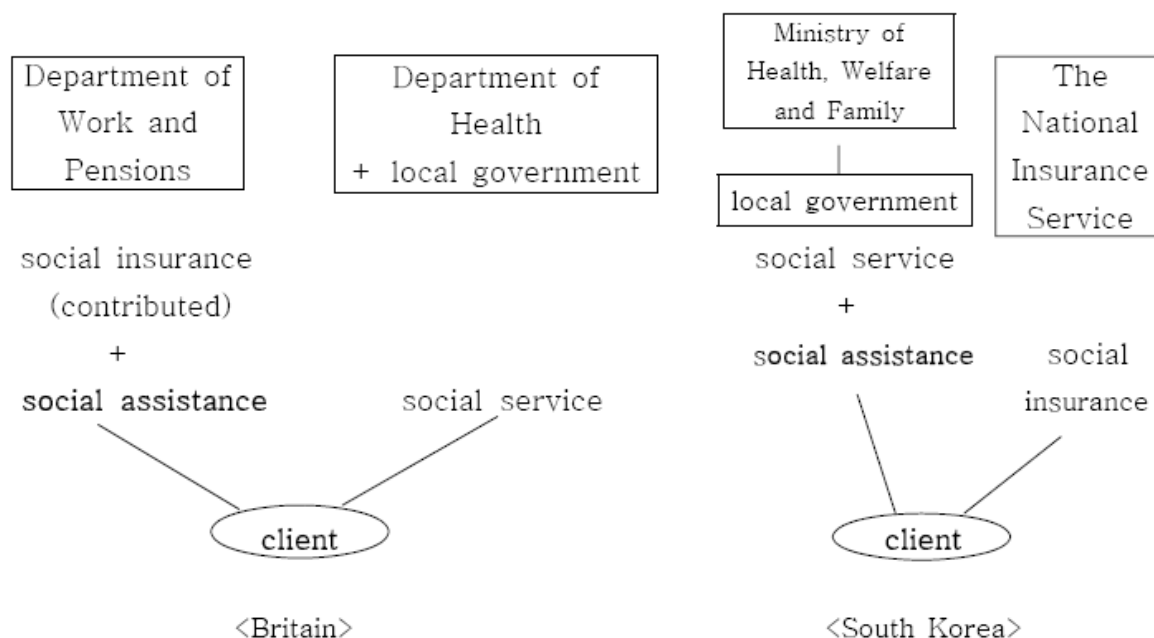 Department of
Work and
Pensions
Department of
Health
+ local government
social insurance
(contributed)
+
social assistance
social service
client
<Britain>
Ministry of
Health, Welfare
and Family
local government
The
National
Insurance
Service
social service
+
social assistance
social
insurance
client
<South Korea>